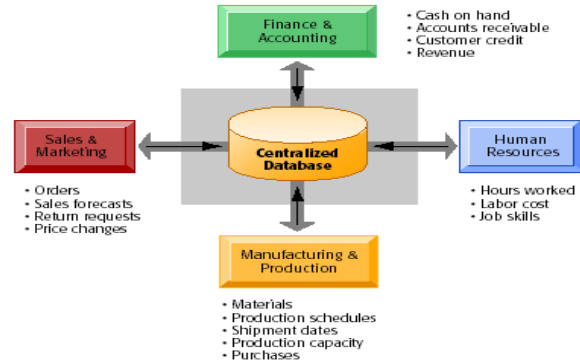 Finance &
Accounting
• Cash on hand
• Accounts receivable
• Customer credit
• Revenue
Sales &
Marketing
Centralized
Database
Human
Resources
• Orders
• Sales forecasts
• Return requests
• Price changes
• Hours worked
• Labor cost
• Job skills
Manufacturing &
Production
• Materials
• Production schedules
• Shipment dates
• Production capacity
• Purchases